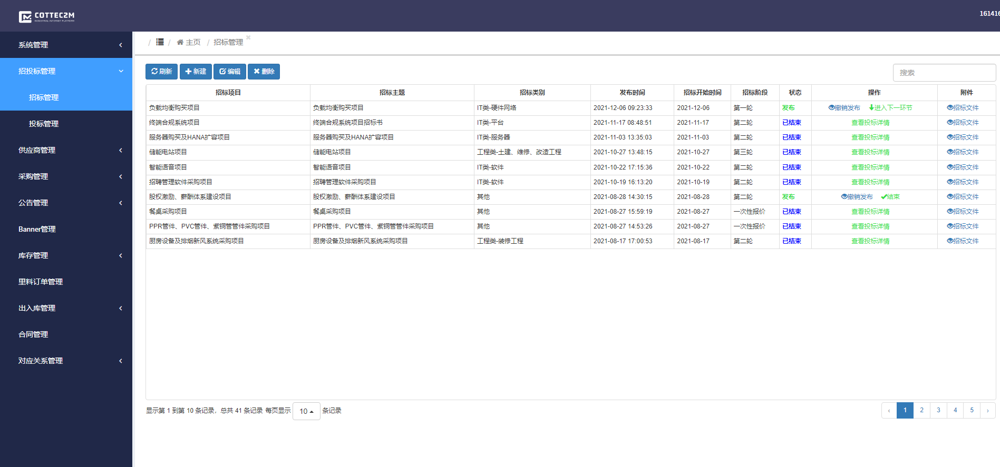 COTTEC2M
INDUSTRIAL INTERNET PLATFORM
16141
系统管理
招投标管理
招标管理
投标管理
供应商管理
采购管理
公告管理
Banner管理
库存管理
里料订单管理
出入库管理
合同管理
对应关系管理
/ / 主页 / 招标管理
刷新 新建 编辑 删除 搜索
招标项目 招标主题 招标类别 发布时间 招标开始时间 招标阶段 状态 操作 附件
负载均衡购买项目 负载均衡购买项目 IT类-硬件网络 2021-12-06 09:23:33 2021-12-06 第一轮 发布 撤销发布 进入下一环节 招标文件
终端合规系统项目 终端合规系统项目招标书 IT类-平台 2021-11-17 08:48:51 2021-11-17 第二轮 已结束 查看投标详情 招标文件
服务器购买及HANA扩容项目 服务器购买及HANA扩容项目 IT类-服务器 2021-11-03 13:35:03 2021-11-03 第二轮 已结束 查看投标详情 招标文件
储能电站项目 储能电站项目 工程类-土建、维修、改造工程 2021-10-27 13:48:15 2021-10-27 第三轮 已结束 查看投标详情 招标文件
智能语音项目 智能语音项目 IT类-软件 2021-10-22 17:15:36 2021-10-22 第二轮 已结束 查看投标详情 招标文件
招聘管理软件采购项目 招聘管理软件采购项目 IT类-软件 2021-10-19 16:13:20 2021-10-19 第二轮 已结束 查看投标详情 招标文件
股权激励、薪酬体系建设项目 股权激励、薪酬体系建设项目 其他 2021-08-28 14:30:15 2021-08-28 第二轮 发布 撤销发布 结束 招标文件
餐桌采购项目 餐桌采购项目 其他 2021-08-27 15:59:19 2021-08-27 一次性报价 已结束 查看投标详情 招标文件
PPR管件、PVC管件、紫铜管管件采购项目 PPR管件、PVC管件、紫铜管管件采购项目 其他 2021-08-27 14:53:26 2021-08-27 一次性报价 已结束 查看投标详情 招标文件
厨房设备及排烟新风系统采购项目 厨房设备及排烟新风系统采购项目 工程类-装修工程 2021-08-17 17:00:53 2021-08-17 第二轮 已结束 查看投标详情 招标文件
显示第 1 到第 10 条记录，总共 41 条记录 每页显示 10 条记录 ‹ 1 2 3 4 5 ›